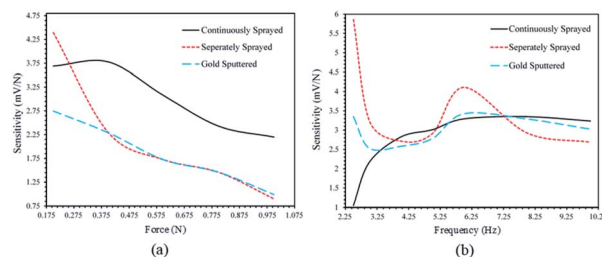 4.75
4.25
3.75
3.25
2.75
2.25
1.75
1.25
0.75
Sensitivity (mV/N)
Continuously Sprayed
Seperately Sprayed
Gold Sputtered
0.175 0.275 0.375 0.475 0.575 0.675 0.775 0.875 0.975 1.075
Force (N)
(a)
6
5.5
5
4.5
4
3.5
3
2.5
2
1.5
1
Sensitivity (mV/N)
Continuously Sprayed
Seperately Sprayed
Gold Sputtered
2.25 3.25 4.25 5.25 6.25 7.25 8.25 9.25 10.2
Frequency (Hz)
(b)